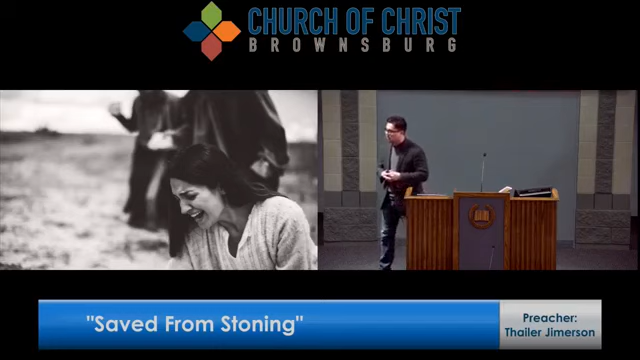 CHURCH OF CHRIST
BROWNSBURG
"Saved From Stoning"
Preacher:
Thailer Jimerson